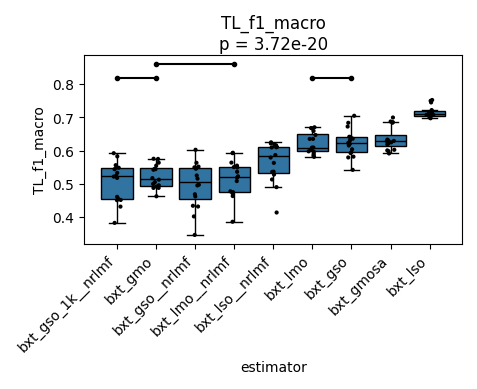 TL_f1_macro
p = 3.72e-20
TL_f1_macro
0.8
0.7
0.6
0.5
0.4
bxt_gso_1k__nrlmf
bxt_gmo
bxt_gso__nrlmf
bxt_lmo__nrlmf
bxt_lso__nrlmf
bxt_lmo
bxt_gso
bxt_gmosa
bxt_lso
estimator